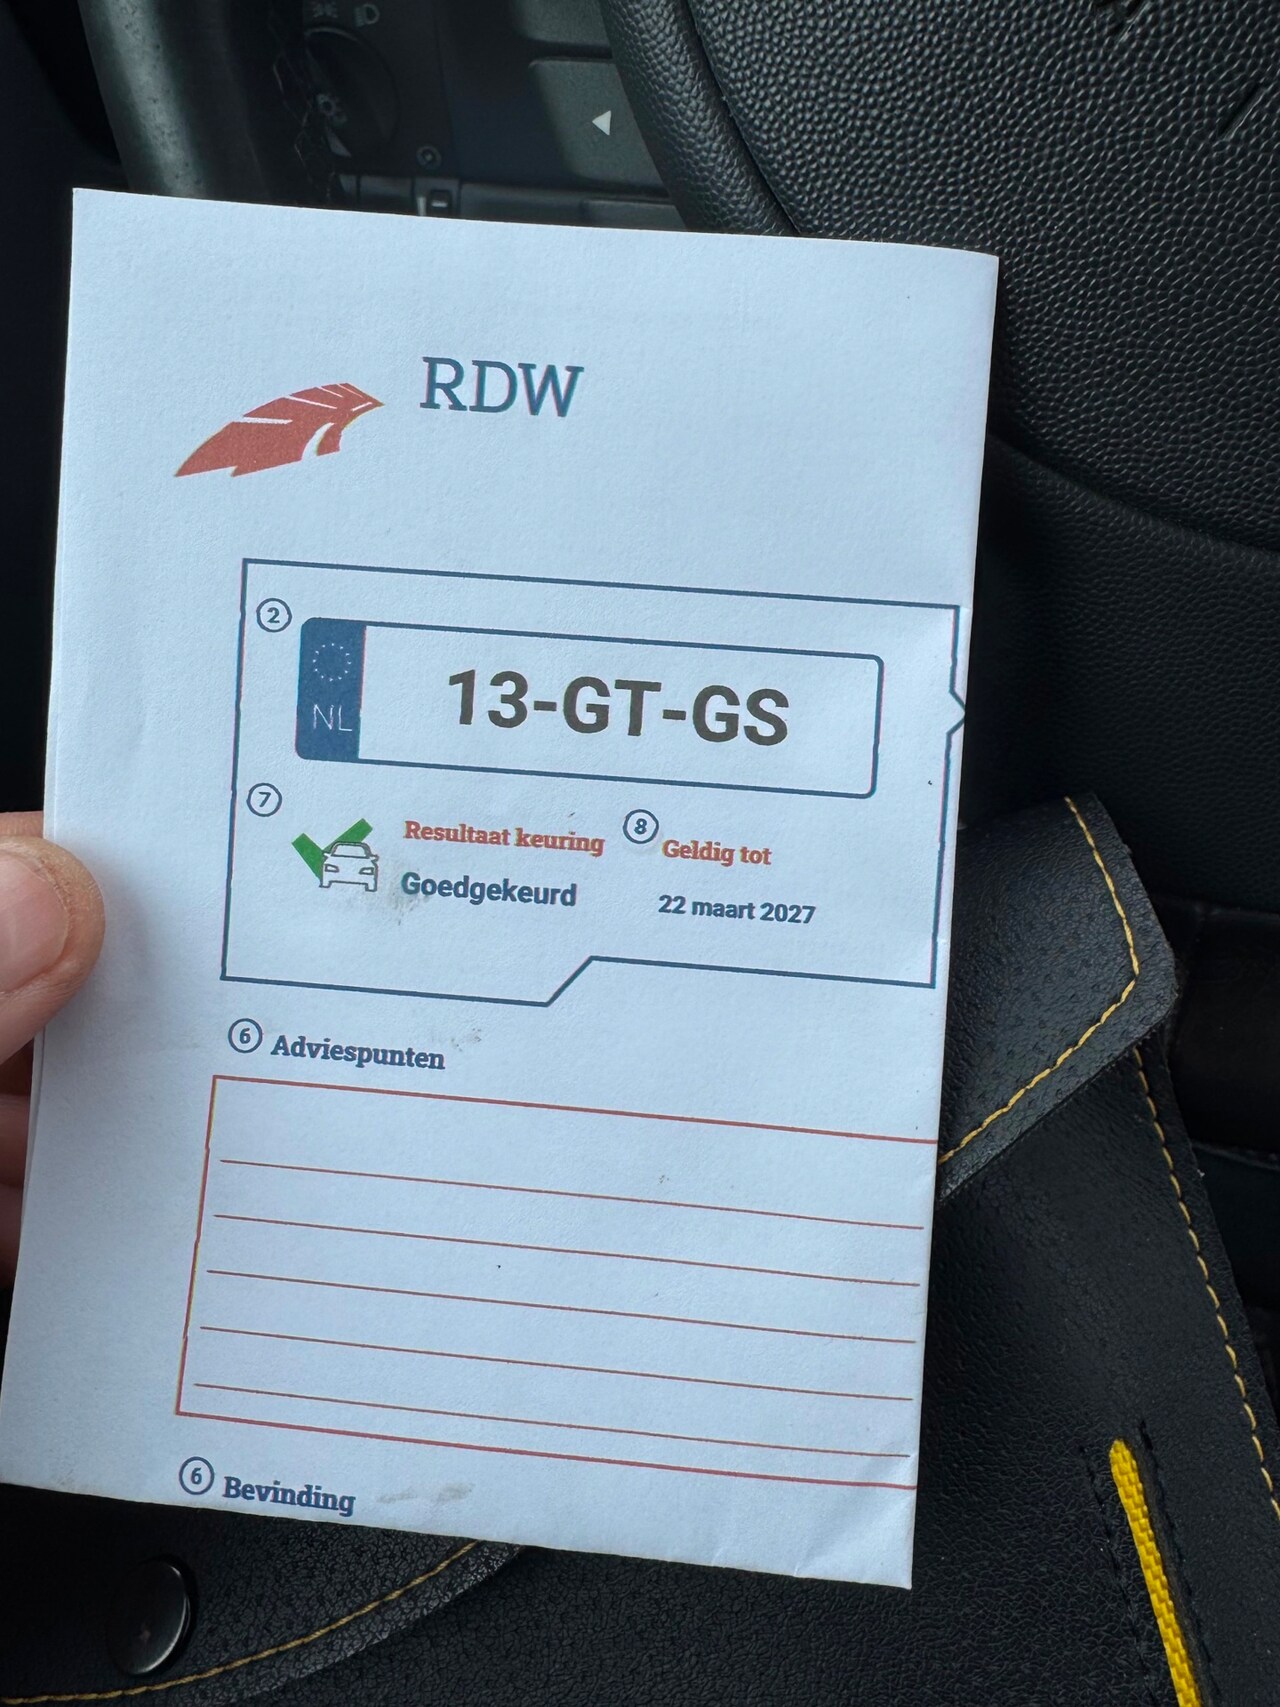 RDW
2
NL
13-GT-GS
7
Resultaat keuring
Goedgekeurd
8
Geldig tot
22 maart 2027
6 Adviespunten
6 Bevinding